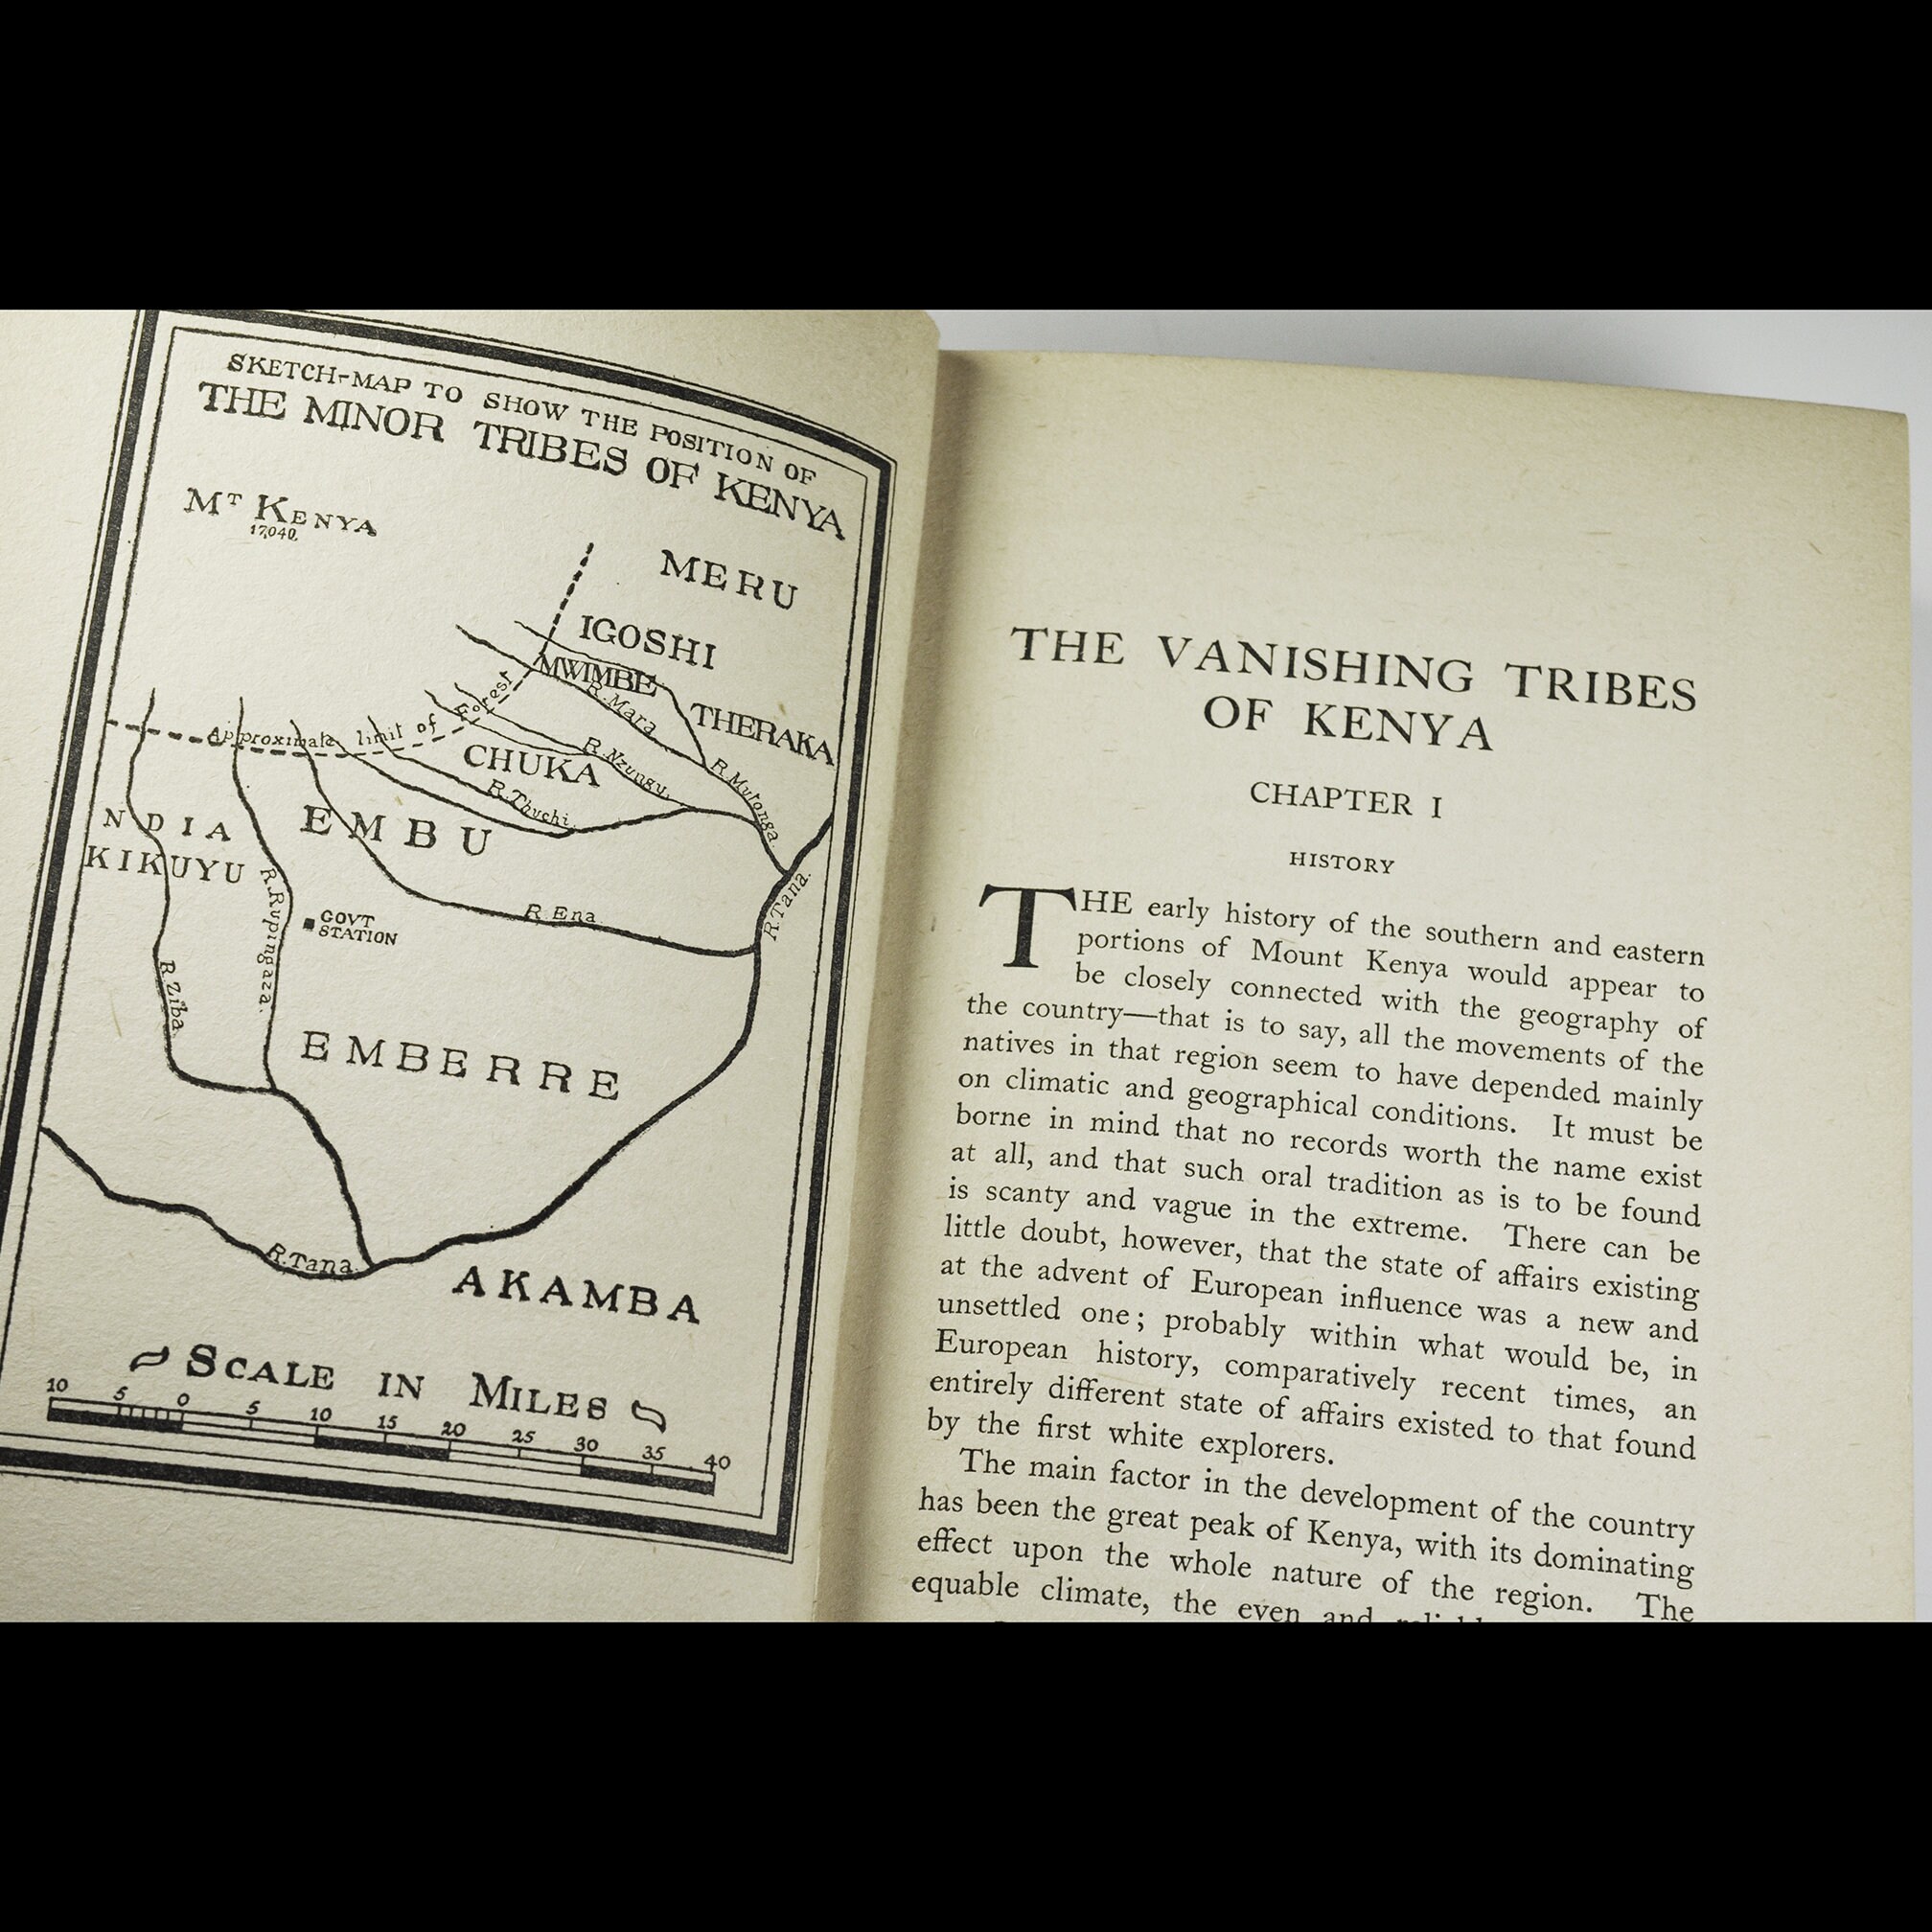 SKETCH-MAP TO SHOW THE POSITION OF
THE MINOR TRIBES OF KENYA
MT KENYA
17,040.
MERU
IGOSHI
MWIMBE
R. Mara
THERAKA
Approximate limit of Forest
CHUKA
R. Nzungu.
R. Mutonga
R. Thuchi.
EMBU
NDIA
KIKUYU
R. Rupingaza.
GOVT
STATION
R. Ena
R. Tana.
R. Ziba.
EMBERRE
R. Tana.
AKAMBA
SCALE IN MILES
10 5 0 5 10 15 20 25 30 35 40
THE VANISHING TRIBES
OF KENYA
CHAPTER I
HISTORY
THE early history of the southern and eastern
portions of Mount Kenya would appear to
be closely connected with the geography of
the country—that is to say, all the movements of the
natives in that region seem to have depended mainly
on climatic and geographical conditions. It must be
borne in mind that no records worth the name exist
at all, and that such oral tradition as is to be found
is scanty and vague in the extreme. There can be
little doubt, however, that the state of affairs existing
at the advent of European influence was a new and
unsettled one; probably within what would be, in
European history, comparatively recent times, an
entirely different state of affairs existed to that found
by the first white explorers.
The main factor in the development of the country
has been the great peak of Kenya, with its dominating
effect upon the whole nature of the region. The
equable climate, the even and